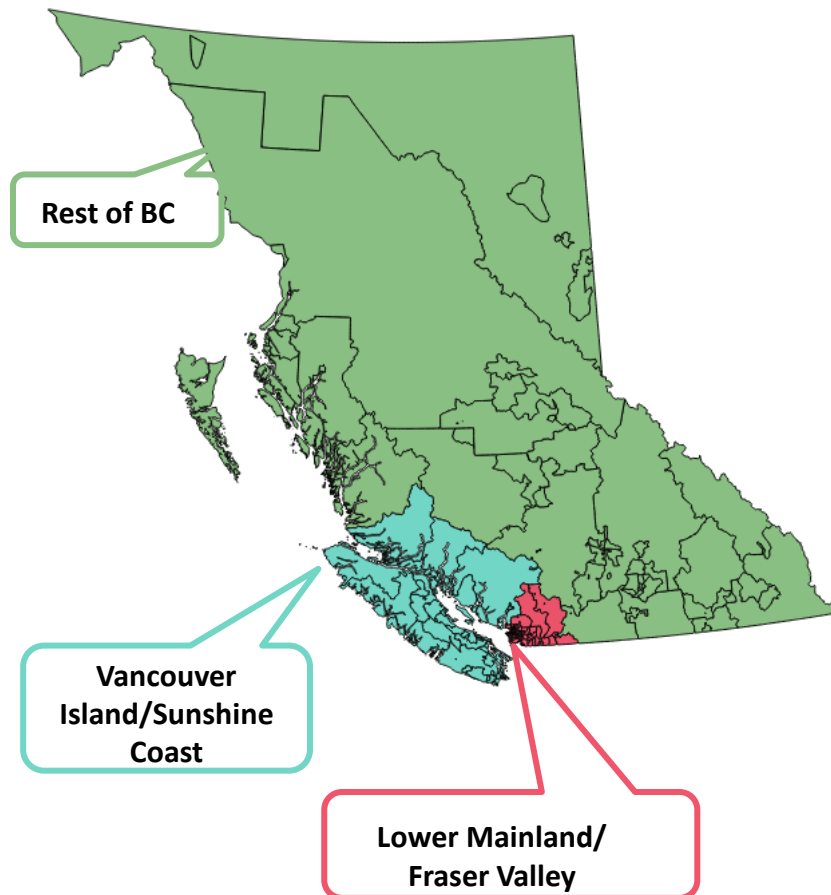 Rest of BC
Vancouver
Island/Sunshine
Coast
Lower Mainland/
Fraser Valley